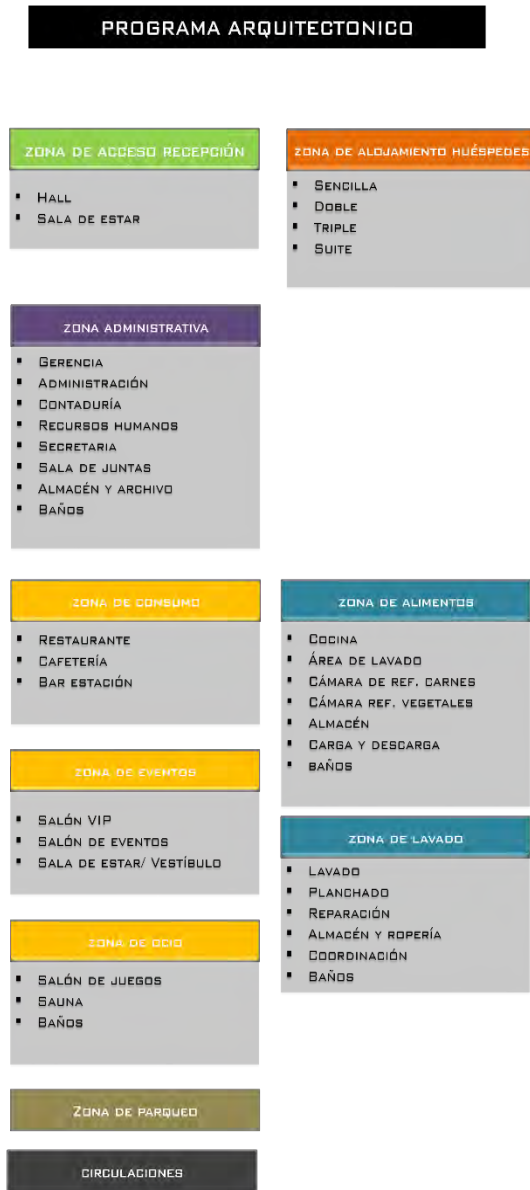 PROGRAMA ARQUITECTONICO
ZONA DE ACCESO RECEPCIÓN
▪ HALL
▪ SALA DE ESTAR
ZONA DE ALOJAMIENTO HUÉSPEDES
▪ SENCILLA
▪ DOBLE
▪ TRIPLE
▪ SUITE
ZONA ADMINISTRATIVA
▪ GERENCIA
▪ ADMINISTRACIÓN
▪ CONTADURÍA
▪ RECURSOS HUMANOS
▪ SECRETARIA
▪ SALA DE JUNTAS
▪ ALMACÉN Y ARCHIVO
▪ BAÑOS
ZONA DE CONSUMO
▪ RESTAURANTE
▪ CAFETERÍA
▪ BAR ESTACIÓN
ZONA DE ALIMENTOS
▪ COCINA
▪ ÁREA DE LAVADO
▪ CÁMARA DE REF. CARNES
▪ CÁMARA REF. VEGETALES
▪ ALMACÉN
▪ CARGA Y DESCARGA
▪ BAÑOS
ZONA DE EVENTOS
▪ SALÓN VIP
▪ SALÓN DE EVENTOS
▪ SALA DE ESTAR/ VESTÍBULO
ZONA DE LAVADO
▪ LAVADO
▪ PLANCHADO
▪ REPARACIÓN
▪ ALMACÉN Y ROPERÍA
▪ COORDINACIÓN
▪ BAÑOS
ZONA DE OCIO
▪ SALÓN DE JUEGOS
▪ SAUNA
▪ BAÑOS
ZONA DE PARQUEO
CIRCULACIONES